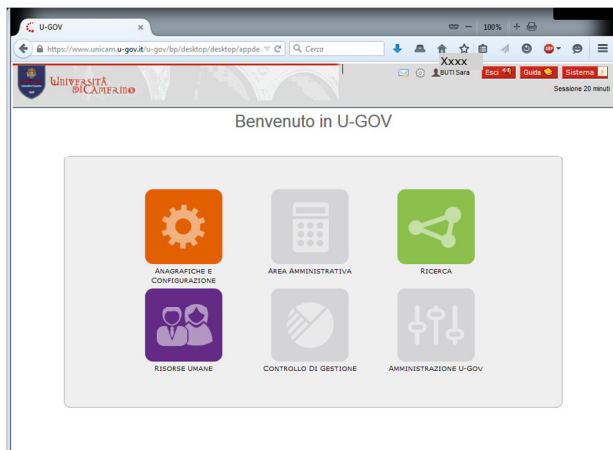 U-GOV
100%
https://www.unicam.u-gov.it/u-gov/bp/desktop/desktop/appde
Cerca
Xxxx
BUTI Sara
Esci
Guida
Sistema
UNIVERSITÀ
DI CAMERINO
Sessione 20 minuti
Benvenuto in U-GOV
ANAGRAFICHE E
CONFIGURAZIONE
AREA AMMINISTRATIVA
RICERCA
RISORSE UMANE
CONTROLLO DI GESTIONE
AMMINISTRAZIONE U-GOV